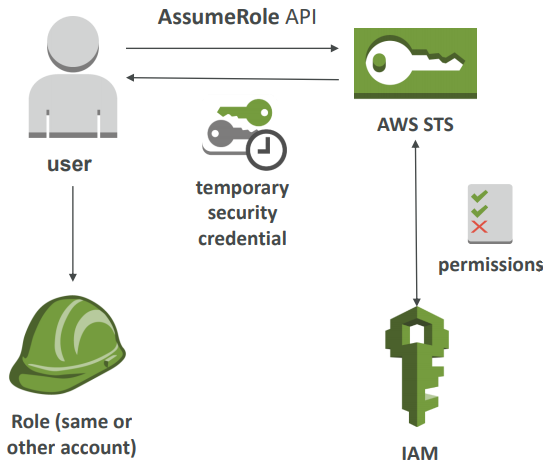 AssumeRole API
AWS STS
user
temporary
security
credential
permissions
Role (same or
other account)
IAM